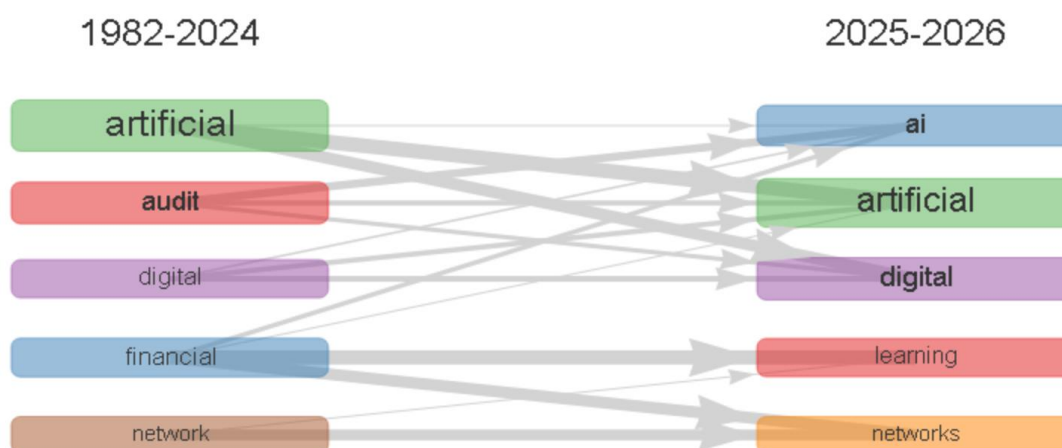 1982-2024 2025-2026
artificial ai
audit artificial
digital digital
financial learning
network networks